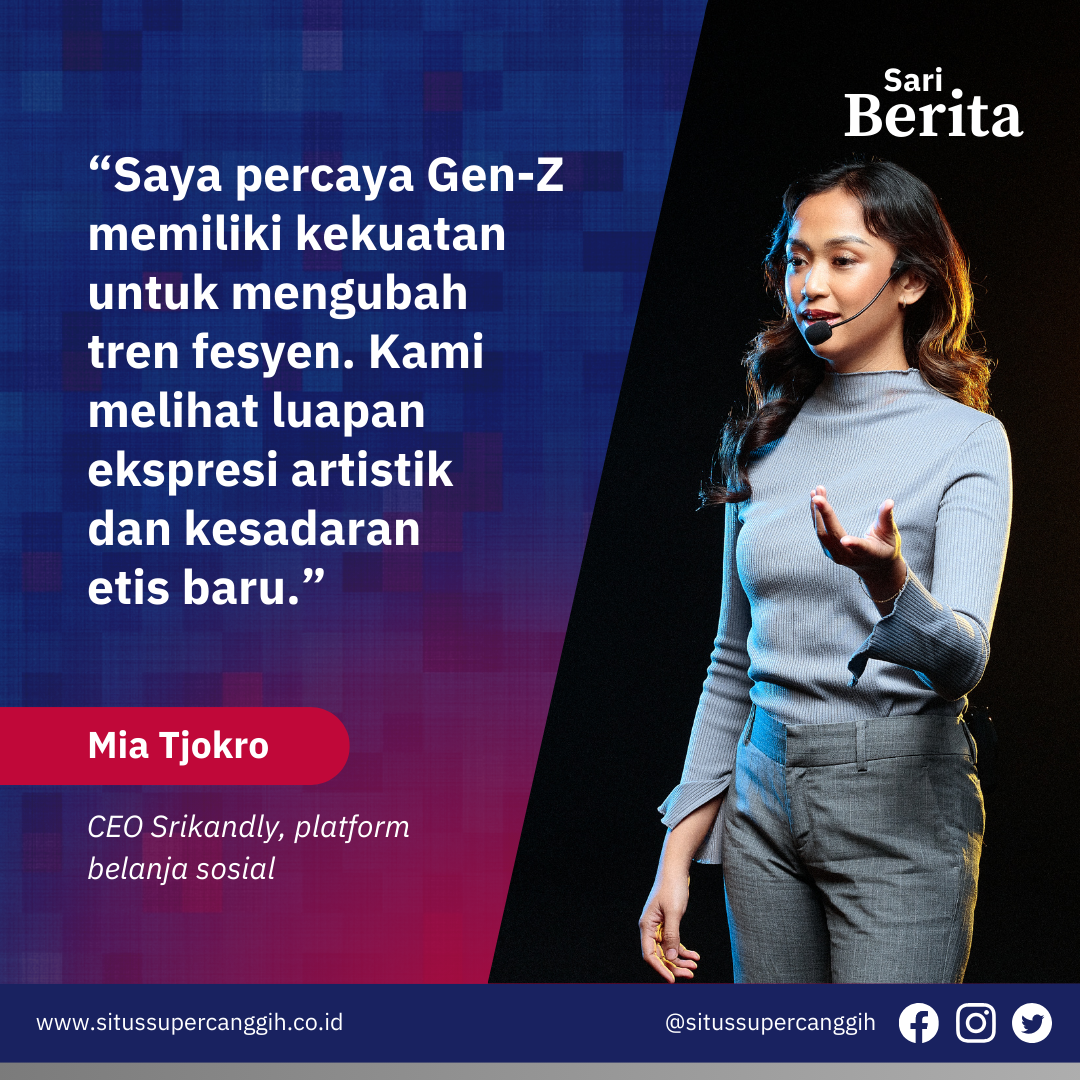 Sari
Berita
“Saya percaya Gen-Z
memiliki kekuatan
untuk mengubah
tren fesyen. Kami
melihat luapan
ekspresi artistik
dan kesadaran
etis baru.”
Mia Tjokro
CEO Srikandly, platform
belanja sosial
www.situssupercanggih.co.id
@situssupercanggih